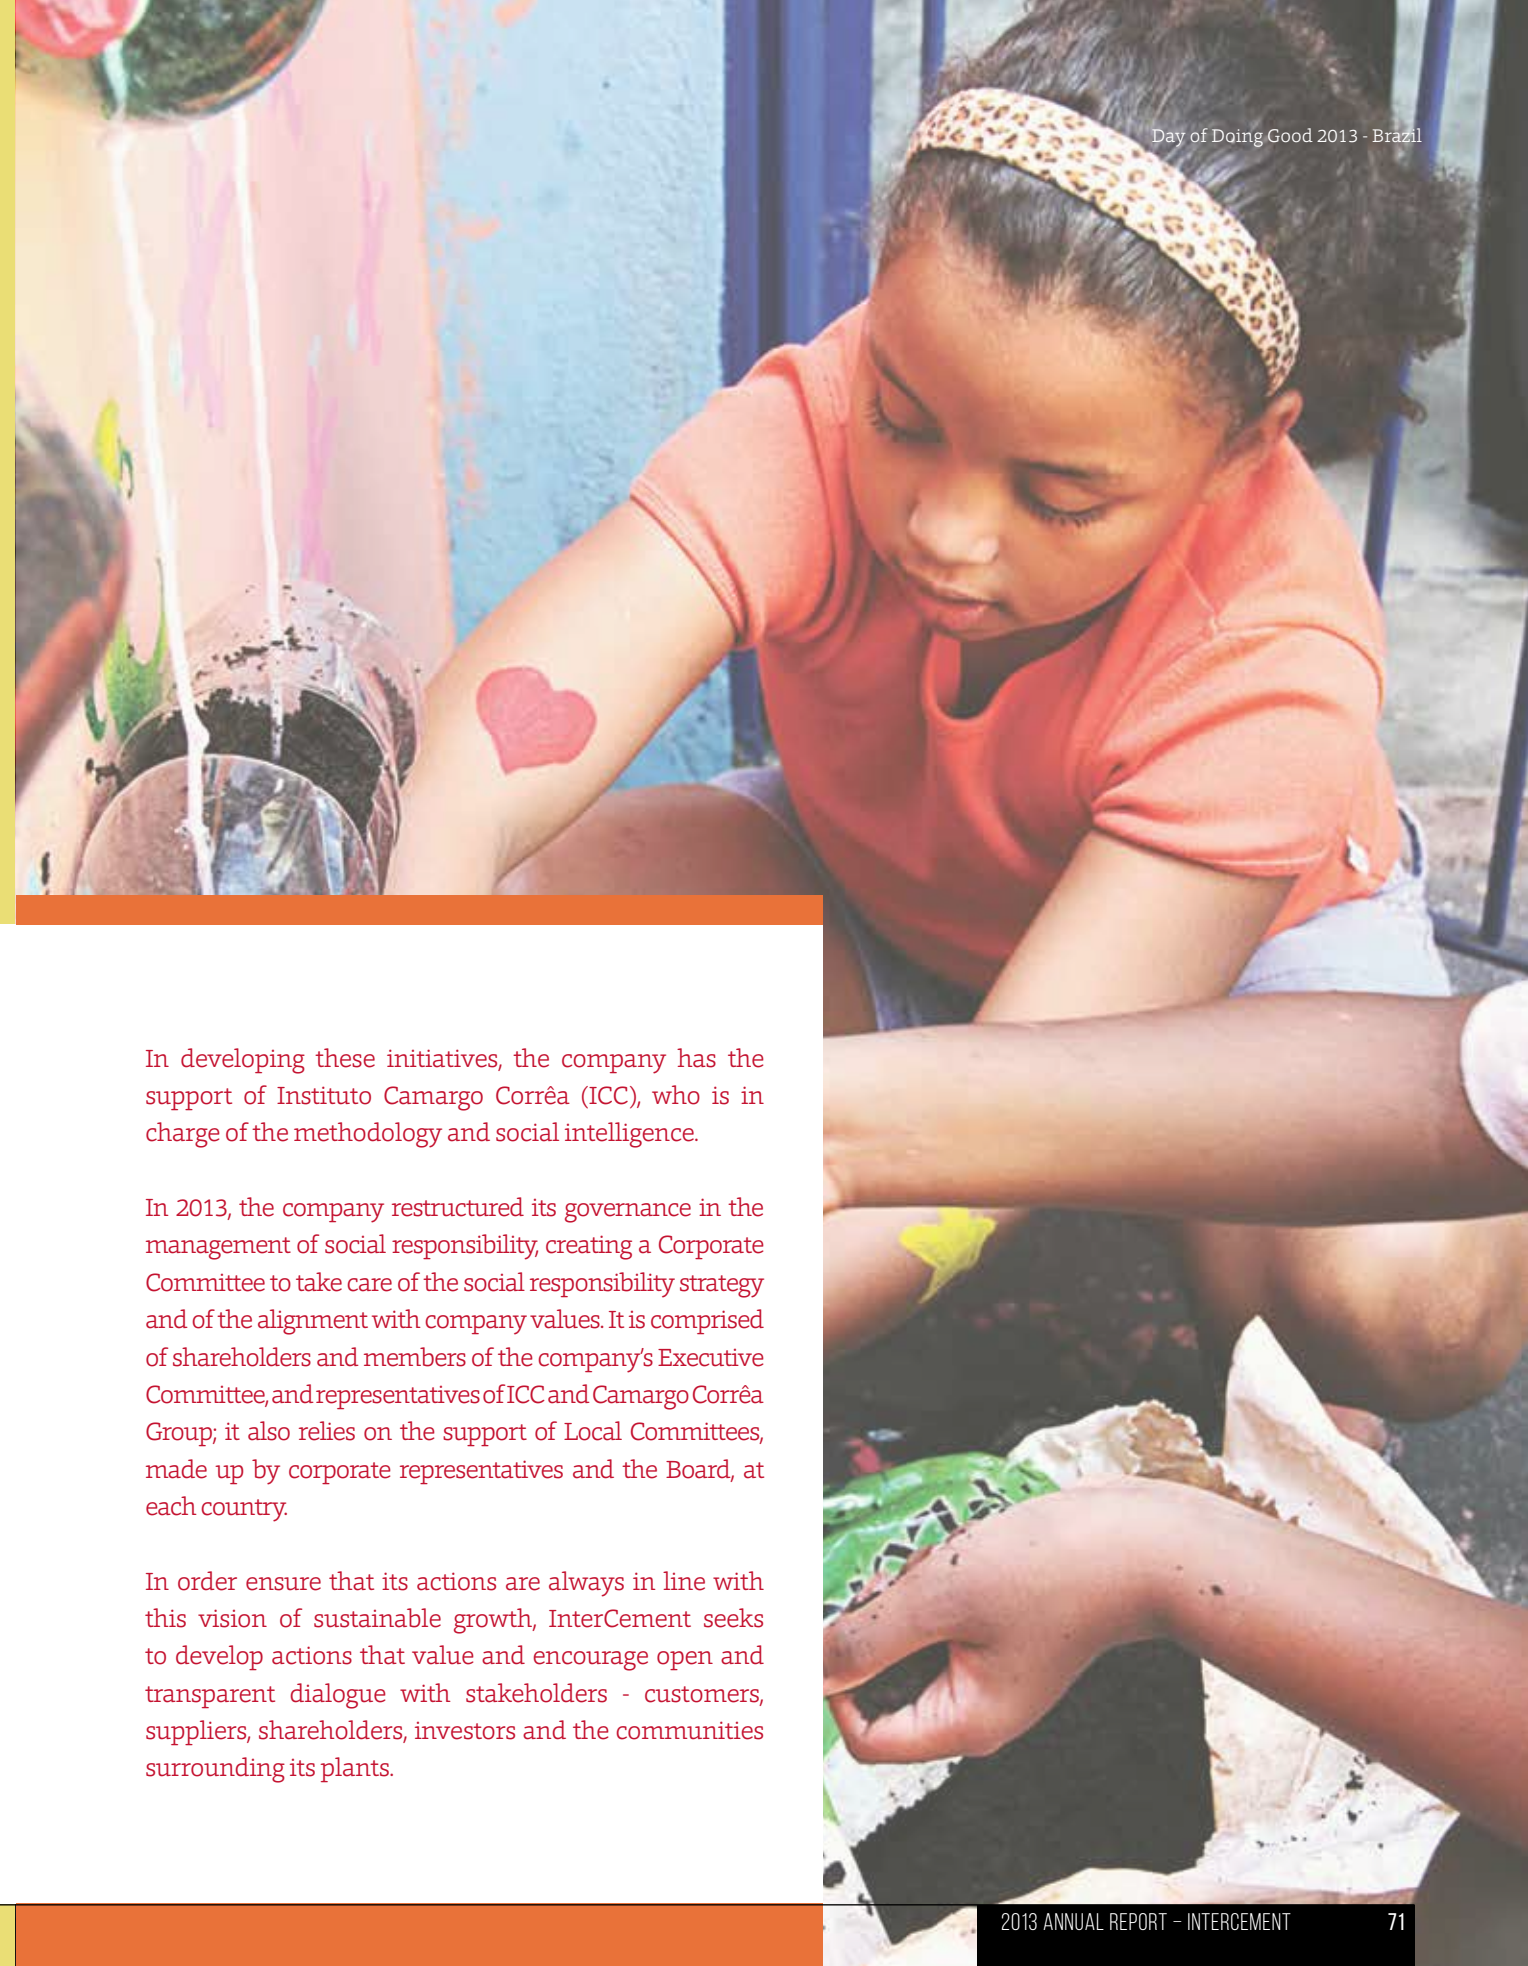 Day of Doing Good 2013 - Brazil
In developing these initiatives, the company has the
support of Instituto Camargo Corrêa (ICC), who is in
charge of the methodology and social intelligence.
In 2013, the company restructured its governance in the
management of social responsibility, creating a Corporate
Committee to take care of the social responsibility strategy
and of the alignment with company values. It is comprised
of shareholders and members of the company's Executive
Committee, and representatives of ICC and Camargo Corrêa
Group; it also relies on the support of Local Committees,
made up by corporate representatives and the Board, at
each country.
In order ensure that its actions are always in line with
this vision of sustainable growth, InterCement seeks
to develop actions that value and encourage open and
transparent dialogue with stakeholders - customers,
suppliers, shareholders, investors and the communities
surrounding its plants.
2013 ANNUAL REPORT – INTERCEMENT 71